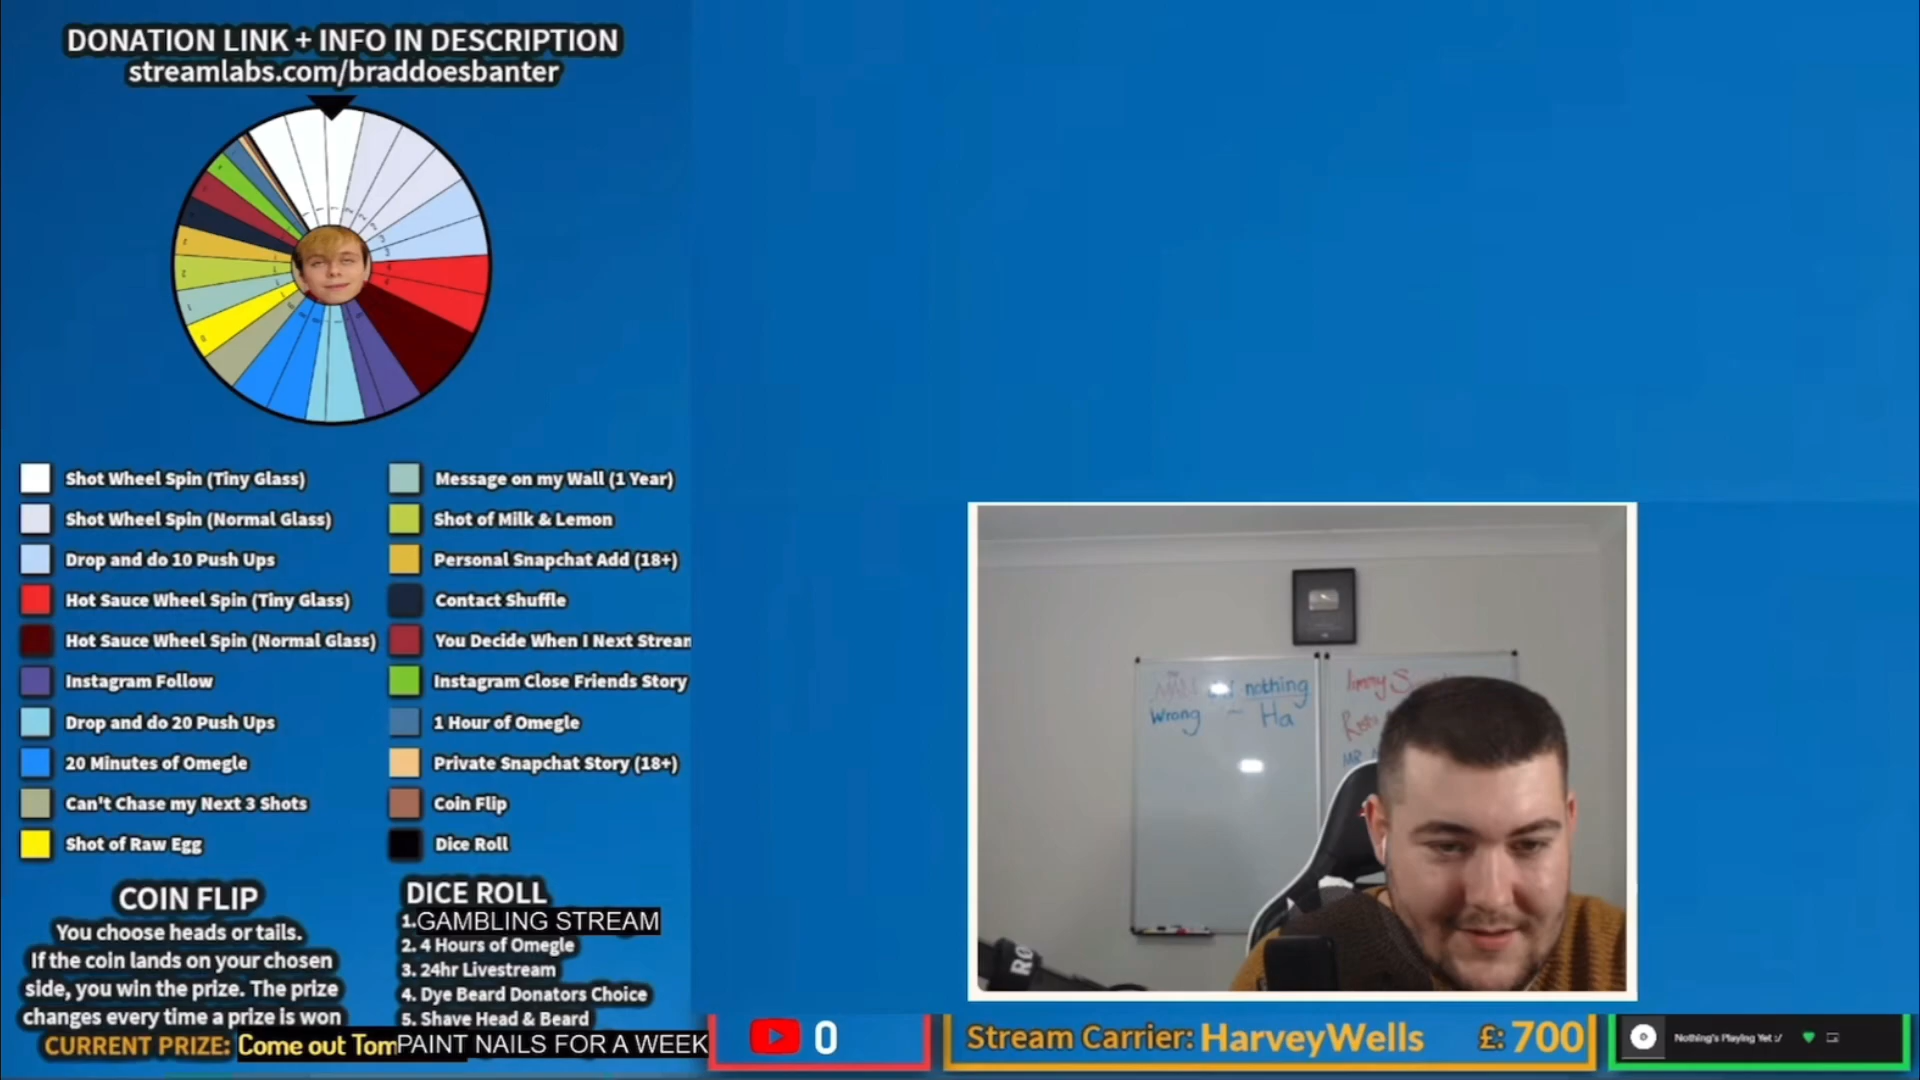 DONATION LINK + INFO IN DESCRIPTION
streamlabs.com/braddoesbanter
Shot Wheel Spin (Tiny Glass)
Shot Wheel Spin (Normal Glass)
Drop and do 10 Push Ups
Hot Sauce Wheel Spin (Tiny Glass)
Hot Sauce Wheel Spin (Normal Glass)
Instagram Follow
Drop and do 20 Push Ups
20 Minutes of Omegle
Can't Chase my Next 3 Shots
Shot of Raw Egg
Message on my Wall (1 Year)
Shot of Milk & Lemon
Personal Snapchat Add (18+)
Contact Shuffle
You Decide When I Next Strean
Instagram Close Friends Story
1 Hour of Omegle
Private Snapchat Story (18+)
Coin Flip
Dice Roll
COIN FLIP
You choose heads or tails.
If the coin lands on your chosen
side, you win the prize. The prize
changes every time a prize is won
CURRENT PRIZE: Come out Tom
DICE ROLL
1.GAMBLING STREAM
2. 4 Hours of Omegle
3. 24hr Livestream
4. Dye Beard Donators Choice
5. Shave Head & Beard
PAINT NAILS FOR A WEEK
nothing
Wrong - Ha
Jimmy
MR
RO
0
Stream Carrier: HarveyWells £: 700
Nothing's Playing Yet :/